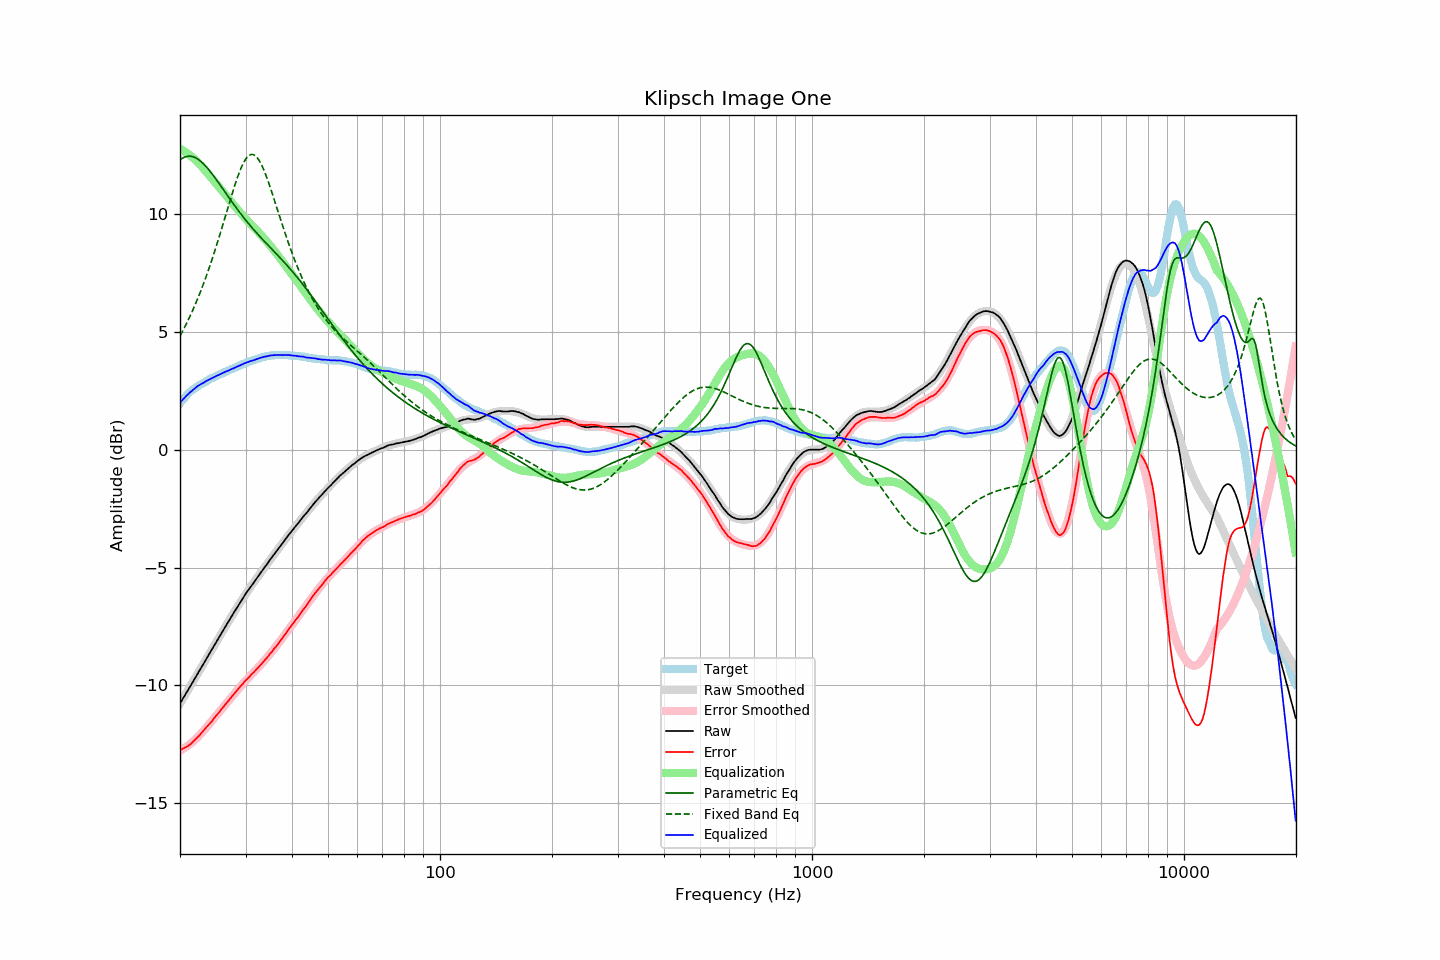 Klipsch Image One
Amplitude (dBr)
10
5
0
−5
−10
−15
Target
Raw Smoothed
Error Smoothed
Raw
Error
Equalization
Parametric Eq
Fixed Band Eq
Equalized
100
1000
10000
Frequency (Hz)